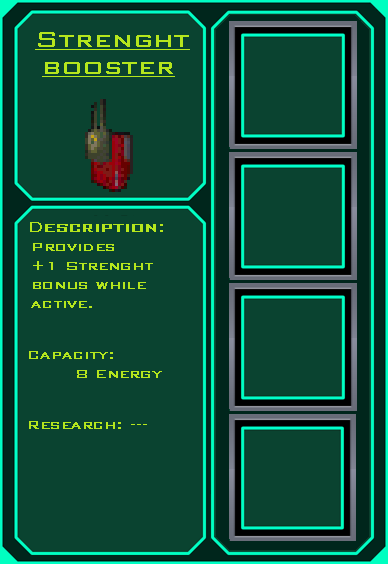 Strenght
booster
Description:
Provides
+1 Strenght
bonus while
active.
Capacity:
8 Energy
Research: ---